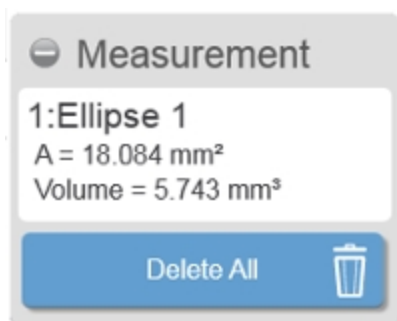 Measurement
1:Ellipse 1
A = 18.084 mm²
Volume = 5.743 mm³
Delete All